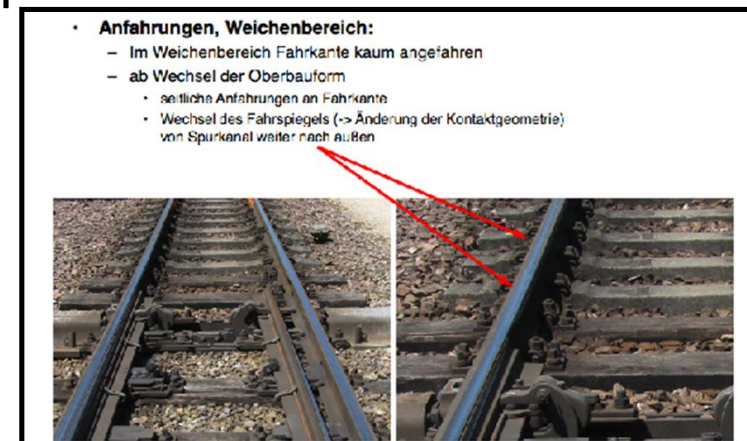 • Anfahrungen, Weichenbereich:
– Im Weichenbereich Fahrkante kaum angefahren
– ab Wechsel der Oberbauform
• seitliche Anfahrungen an Fahrkante
• Wechsel des Fahrspiegels (-> Änderung der Kontaktgeometrie)
von Spurkanal weiter nach außen